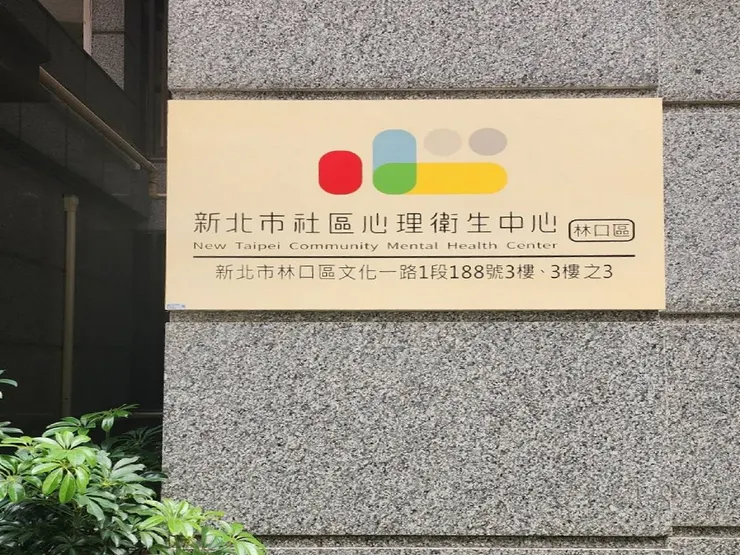 新北市社區心理衛生中心 林口區
New Taipei Community Mental Health Center
新北市林口區文化一路1段188號3樓、3樓之3